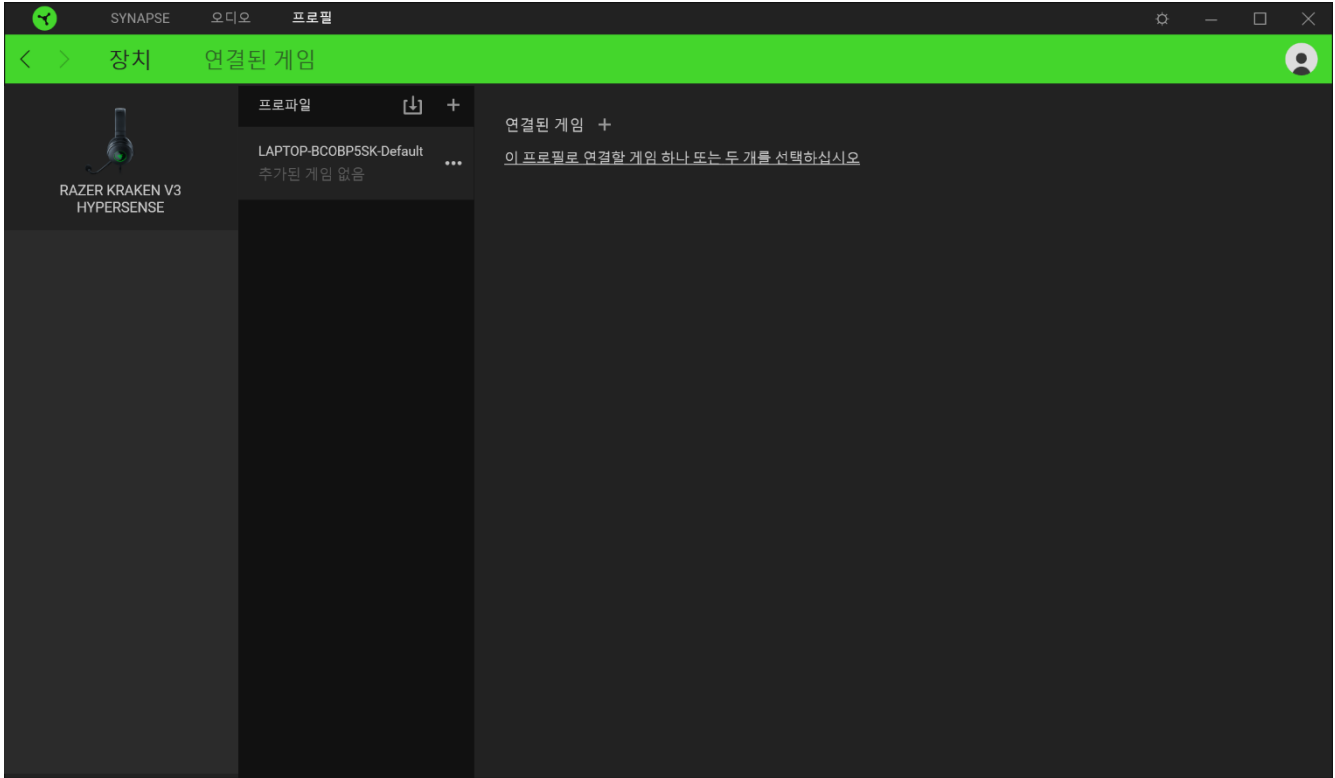 SYNAPSE 오디오 프로필
장치 연결된 게임
RAZER KRAKEN V3
HYPERSENSE
프로파일
LAPTOP-BCOBP5SK-Default
추가된 게임 없음
연결된 게임
이 프로필로 연결할 게임 하나 또는 두 개를 선택하십시오